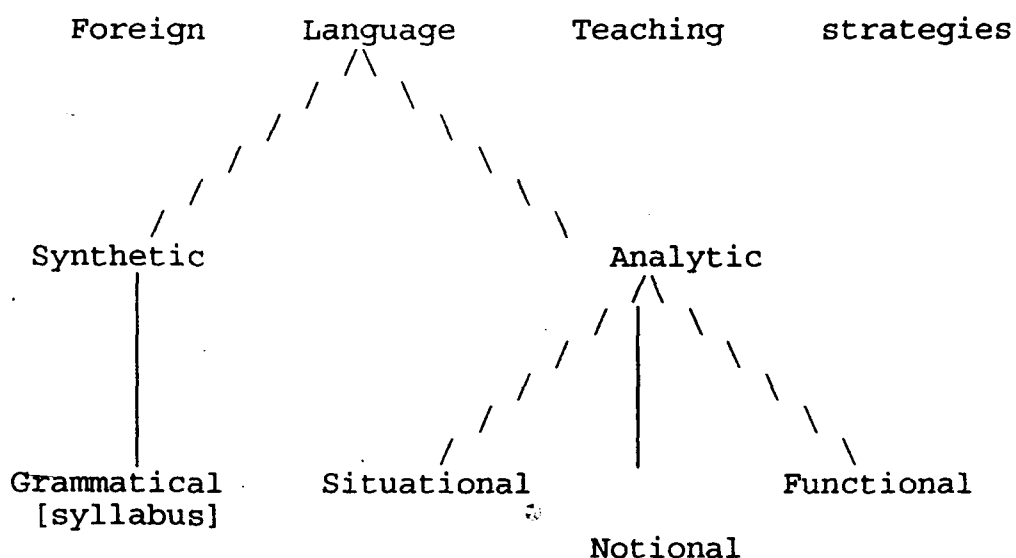 Foreign Language Teaching strategies
Synthetic Analytic
Grammatical Situational Functional
[syllabus]
Notional